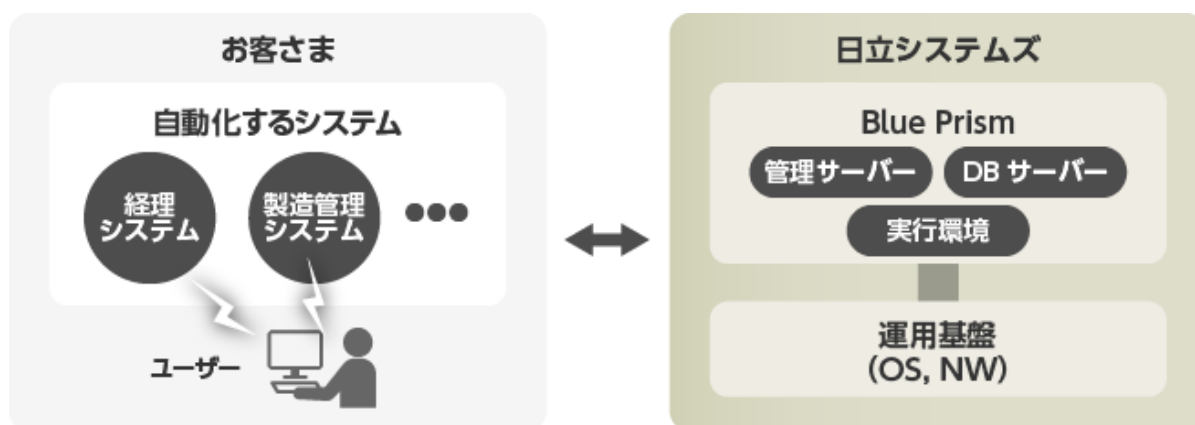 お客さま
自動化するシステム
経理
システム
製造管理
システム
●●●
ユーザー
日立システムズ
Blue Prism
管理サーバー
DB サーバー
実行環境
運用基盤
(OS, NW)